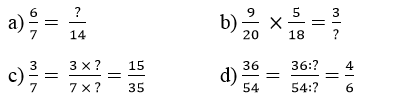 a) 6/7 = ?/14    b) 9/20 × 5/18 = 3/?
c) 3/7 = 3 × ?/7 × ? = 15/35    d) 36/54 = 36:?/54:? = 4/6